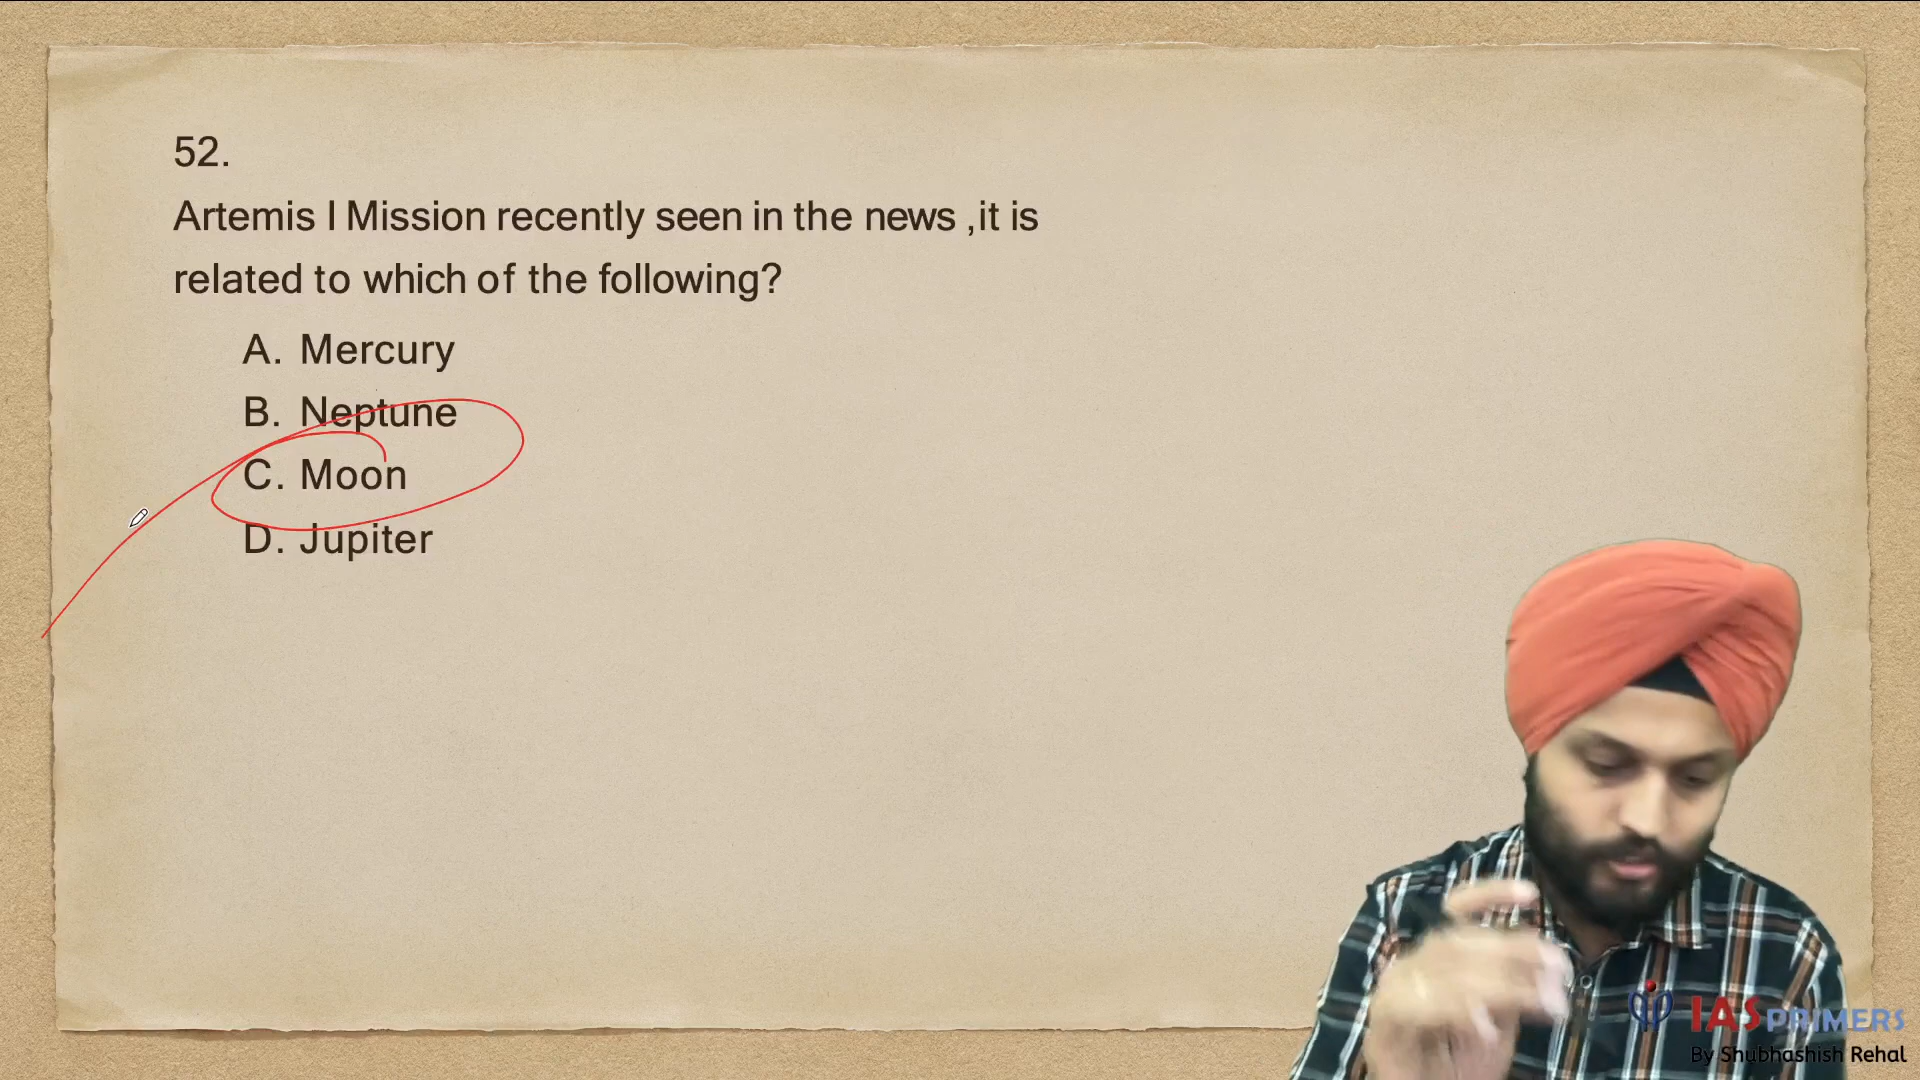 52.
Artemis I Mission recently seen in the news ,it is
related to which of the following?
A. Mercury
B. Neptune
C. Moon
D. Jupiter
IAS PRIMERS
By Shubhashish Rehal